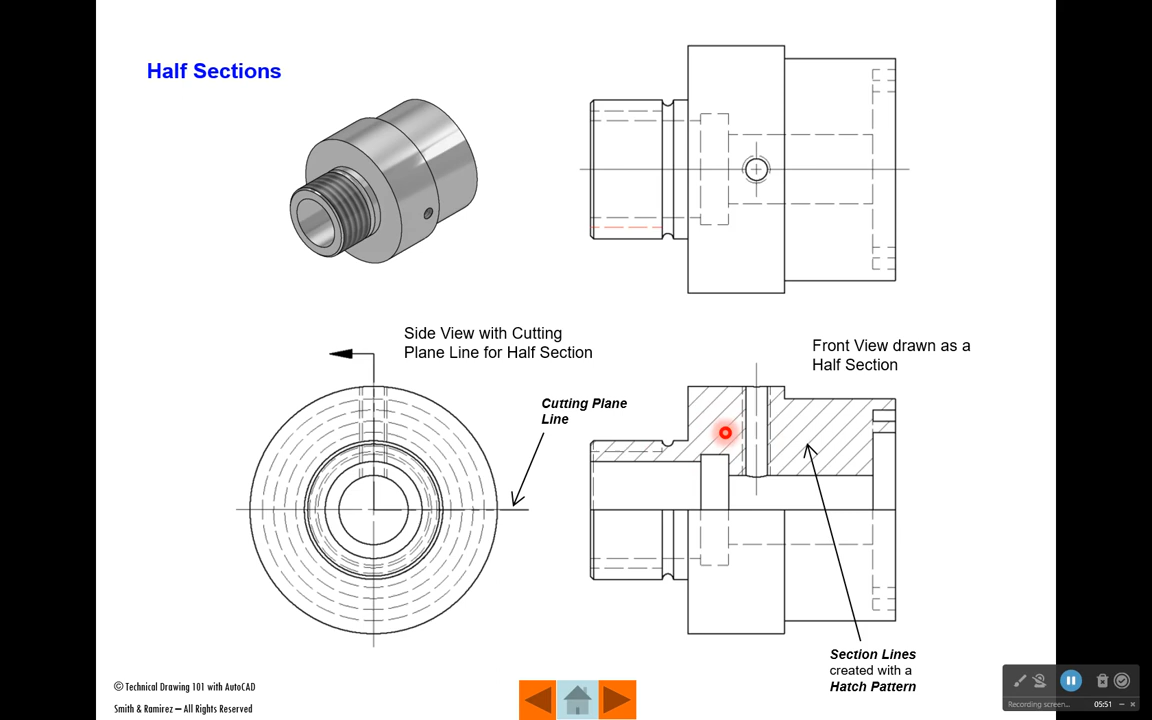 Half Sections
Side View with Cutting
Plane Line for Half Section
Front View drawn as a
Half Section
Cutting Plane
Line
Section Lines
created with a
Hatch Pattern
© Technical Drawing 101 with AutoCAD
Smith & Ramirez – All Rights Reserved
Recording screen...
05:51